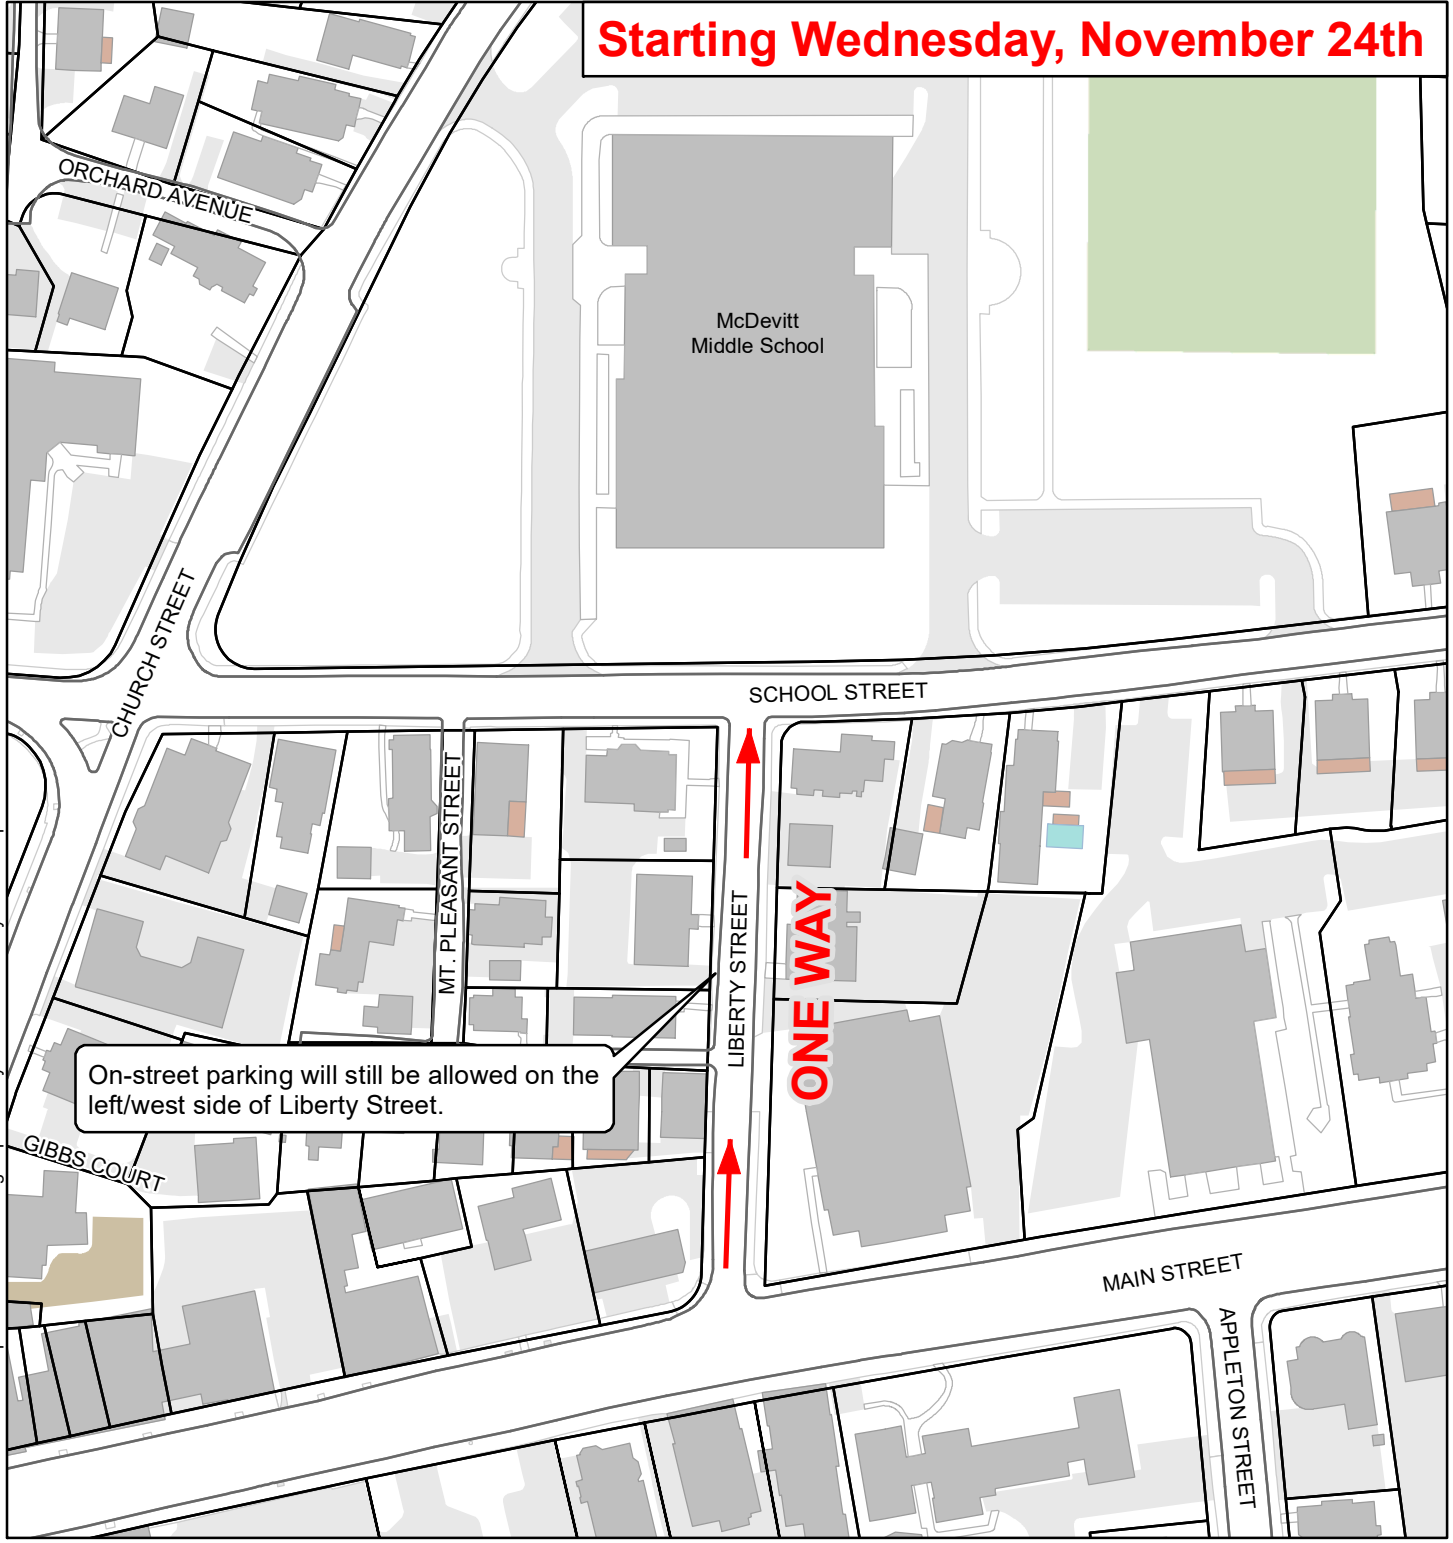 Starting Wednesday, November 24th
ORCHARD AVENUE
McDevitt
Middle School
CHURCH STREET
SCHOOL STREET
MT. PLEASANT STREET
LIBERTY STREET
ONE WAY
On-street parking will still be allowed on the
left/west side of Liberty Street.
GIBBS COURT
MAIN STREET
APPLETON STREET